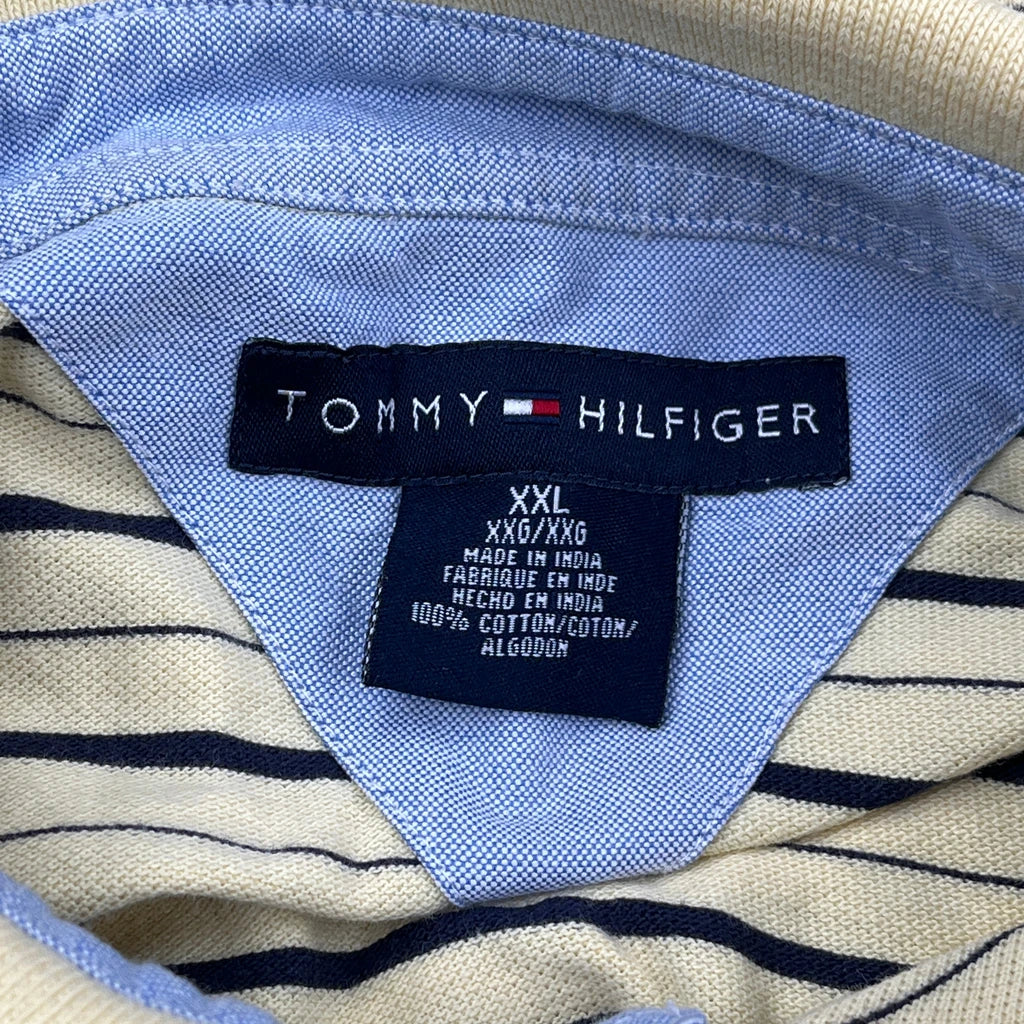 TOMMY HILFIGER
XXL
XXG/XXG
MADE IN INDIA
FABRIQUE EN INDE
HECHO EN INDIA
100% COTTON/COTON/
ALGODON